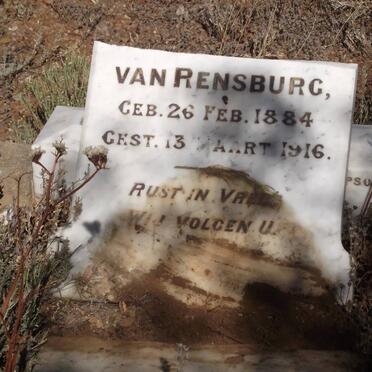 VAN RENSBURG,
GEB. 26 FEB. 1884
GEST. 13 MAART 1916.
RUST IN VREDE
WIJ VOLGEN U.